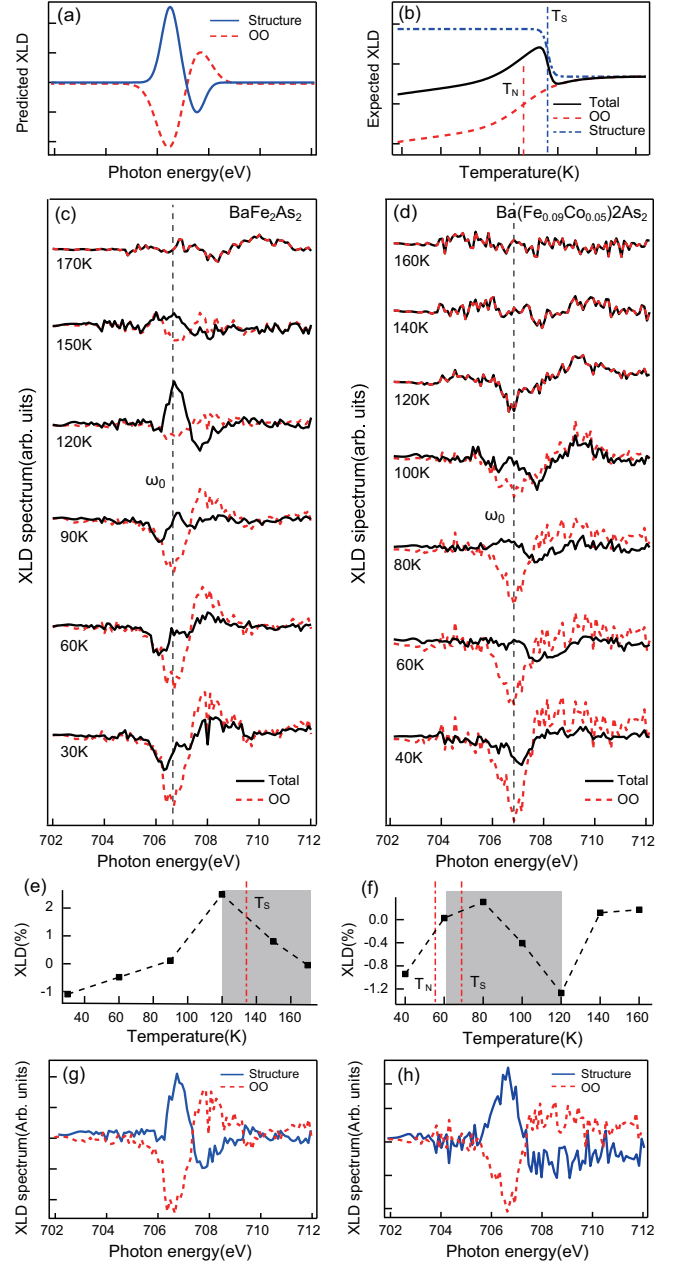 (a)
Structure
OO
Predicted XLD
Photon energy(eV)
(b)
T_S
T_N
Total
OO
Structure
Expected XLD
Temperature(K)
(c)
BaFe₂As₂
170K
150K
120K
ω₀
90K
60K
30K
Total
OO
XLD spectrum(arb. uits)
702 704 706 708 710 712
Photon energy(eV)
(d)
Ba(Fe₀.₀₉Co₀.₀₅)2As₂
160K
140K
120K
100K
ω₀
80K
60K
40K
Total
OO
XLD sipectrum(arb. uits)
702 704 706 708 710 712
Photon energy(eV)
(e)
T_S
2
1
0
-1
XLD(%)
40 60 80 100 120 140 160
Temperature(K)
(f)
T_N
T_S
0.0
-0.4
-0.8
-1.2
XLD(%)
40 60 80 100 120 140 160
Temperature(K)
(g)
Structure
OO
XLD spectrum(Arb. units)
702 704 706 708 710 712
Photon energy(eV)
(h)
Structure
OO
XLD spectrum(Arb. units)
702 704 706 708 710 712
Photon energy(eV)